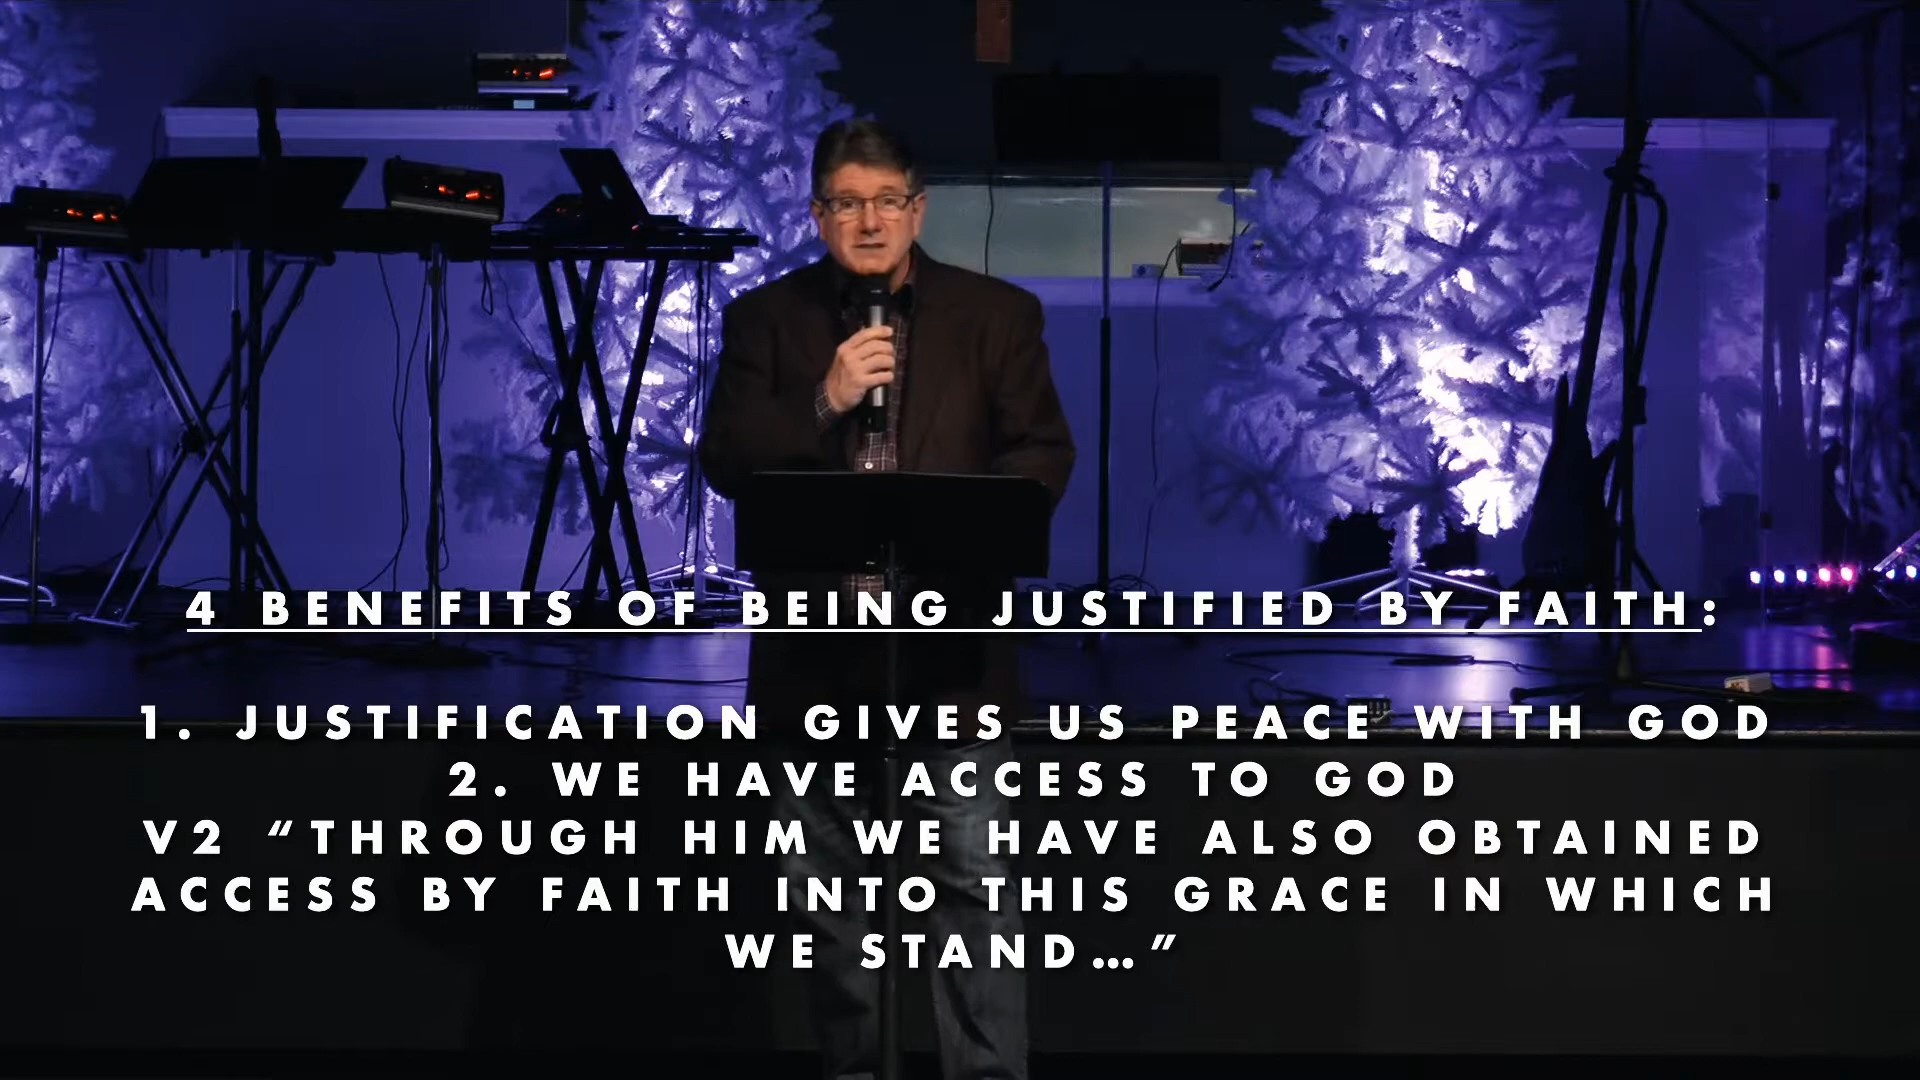 4 BENEFITS OF BEING JUSTIFIED BY FAITH:
1. JUSTIFICATION GIVES US PEACE WITH GOD
2. WE HAVE ACCESS TO GOD
V2 “THROUGH HIM WE HAVE ALSO OBTAINED
ACCESS BY FAITH INTO THIS GRACE IN WHICH
WE STAND…”